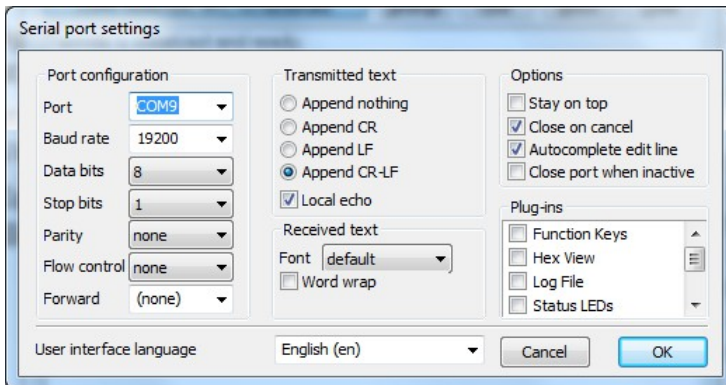 Serial port settings
Port configuration
Port COM9
Baud rate 19200
Data bits 8
Stop bits 1
Parity none
Flow control none
Forward (none)
Transmitted text
Append nothing
Append CR
Append LF
Append CR-LF
Local echo
Received text
Font default
Word wrap
Options
Stay on top
Close on cancel
Autocomplete edit line
Close port when inactive
Plug-ins
Function Keys
Hex View
Log File
Status LEDs
User interface language English (en) Cancel OK